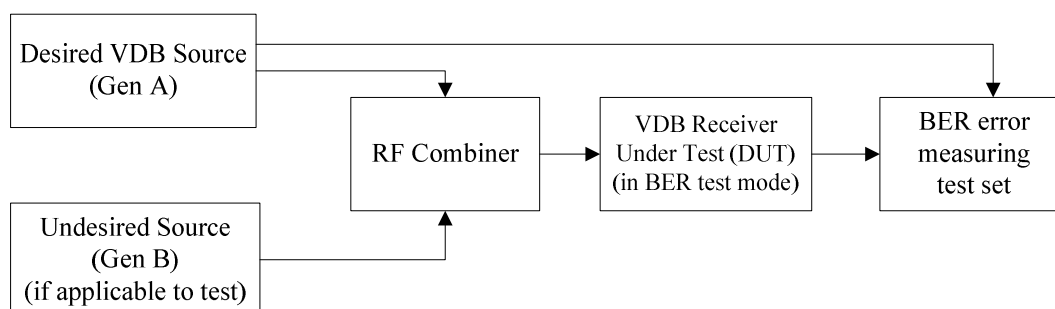 Desired VDB Source
(Gen A)
RF Combiner
VDB Receiver
Under Test (DUT)
(in BER test mode)
BER error
measuring
test set
Undesired Source
(Gen B)
(if applicable to test)